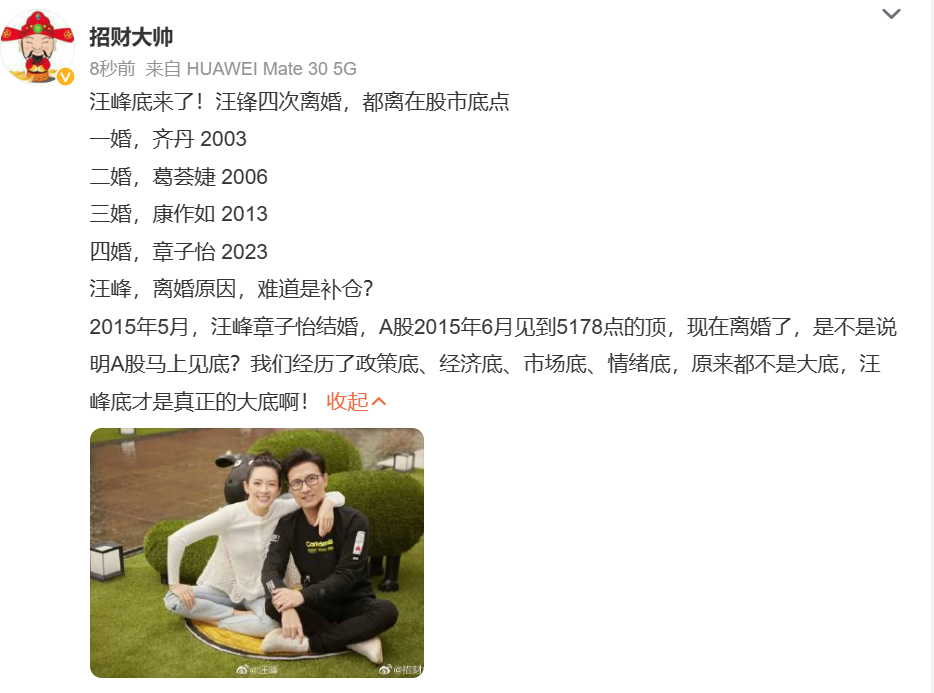 招财大帅
8秒前 来自 HUAWEI Mate 30 5G
汪峰底来了！汪锋四次离婚，都离在股市底点
一婚，齐丹 2003
二婚，葛荟婕 2006
三婚，康作如 2013
四婚，章子怡 2023
汪峰，离婚原因，难道是补仓？
2015年5月，汪峰章子怡结婚，A股2015年6月见到5178点的顶，现在离婚了，是不是说
明A股马上见底？我们经历了政策底、经济底、市场底、情绪底，原来都不是大底，汪
峰底才是真正的大底啊！ 收起
@汪峰
@招财